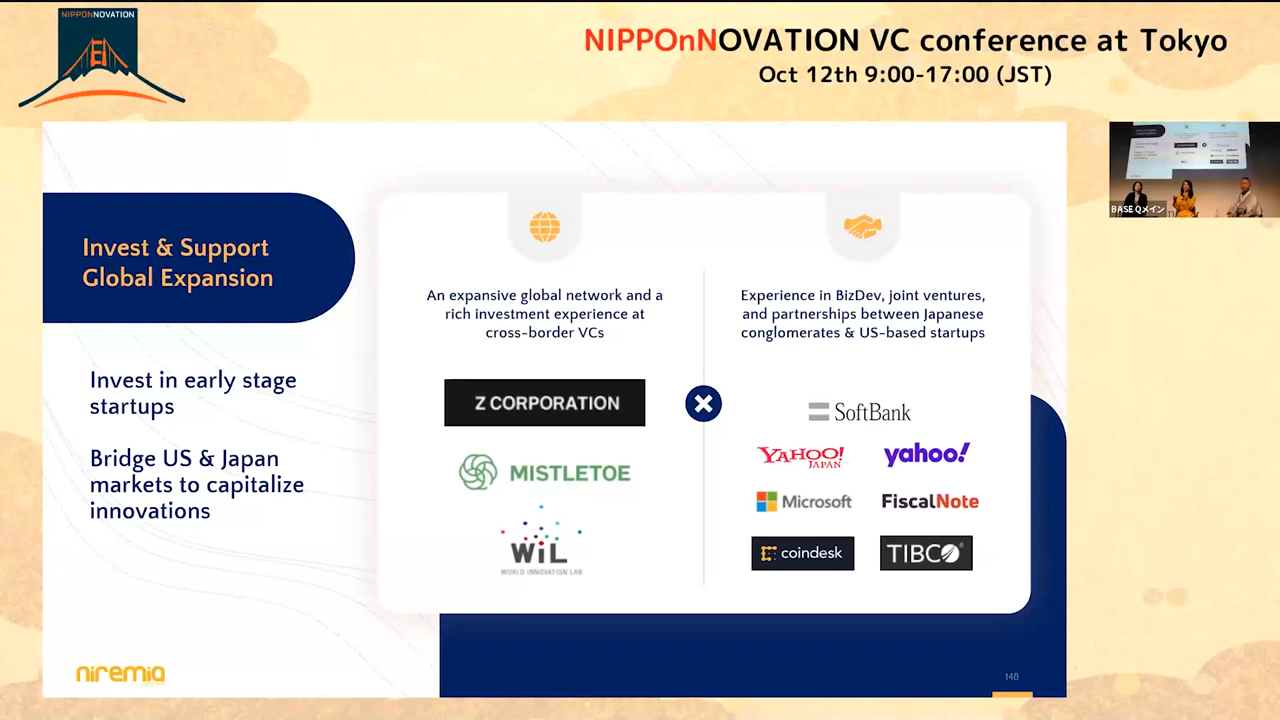 NIPPONNOVATION
NIPPOnNOVATION VC conference at Tokyo
Oct 12th 9:00-17:00 (JST)
Invest & Support
Global Expansion
Invest in early stage
startups
Bridge US & Japan
markets to capitalize
innovations
An expansive global network and a
rich investment experience at
cross-border VCs
Z CORPORATION
MISTLETOE
WiL
WORLD INNOVATION LAB
Experience in BizDev, joint ventures,
and partnerships between Japanese
conglomerates & US-based startups
SoftBank
YAHOO!
JAPAN
yahoo!
Microsoft
FiscalNote
coindesk
TIBCO
niremia
148
BASE Qメイン